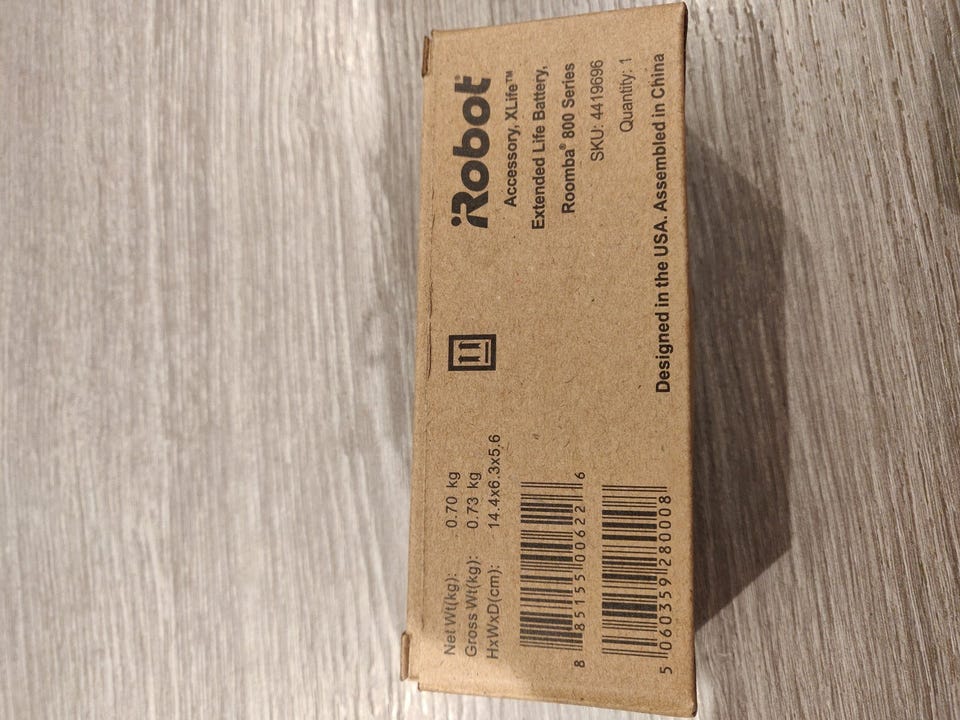 Net Wt(kg): 0.70 kg
Gross Wt(kg): 0.73 kg
HxWxD(cm): 14.4x6.3x5.6
8 85155 00622 6
5 060359 280008
iRobot®
Accessory, XLife™
Extended Life Battery,
Roomba® 800 Series
SKU: 4419696
Quantity: 1
Designed in the USA. Assembled in China